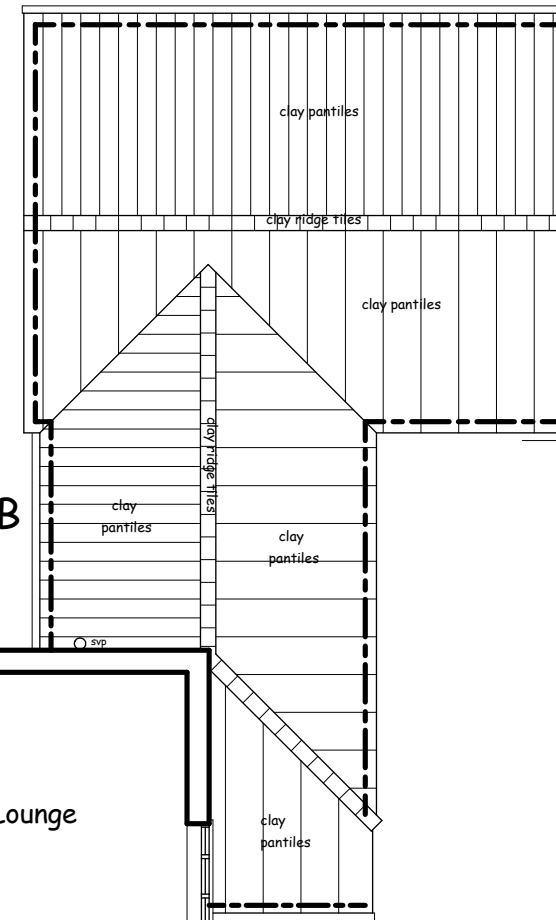 clay pantiles
clay ridge tiles
clay pantiles
clay ridge tiles
clay
pantiles
B
clay
pantiles
svp
Lounge
clay
pantiles